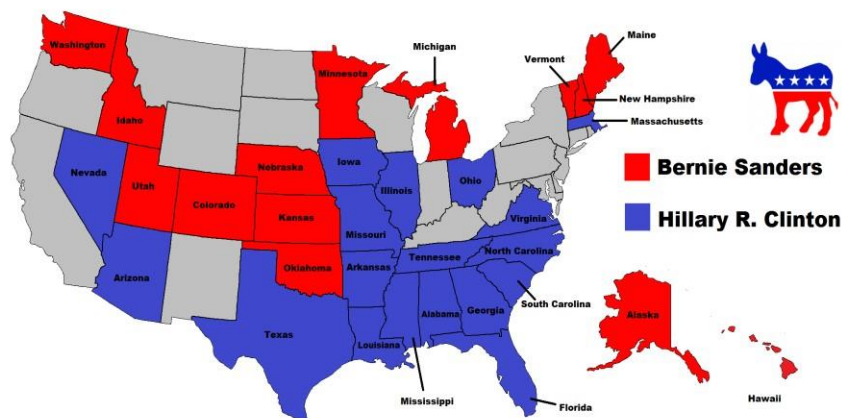 Washington
Michigan
Maine
Vermont
Minnesota
New Hampshire
Massachusetts
Idaho
Bernie Sanders
Nevada
Nebraska
Iowa
Ohio
Utah
Illinois
Colorado
Hillary R. Clinton
Kansas
Virginia
Missouri
North Carolina
Tennessee
Arizona
Oklahoma
Arkansas
South Carolina
Alabama
Georgia
Alaska
Texas
Louisiana
Mississippi
Florida
Hawaii